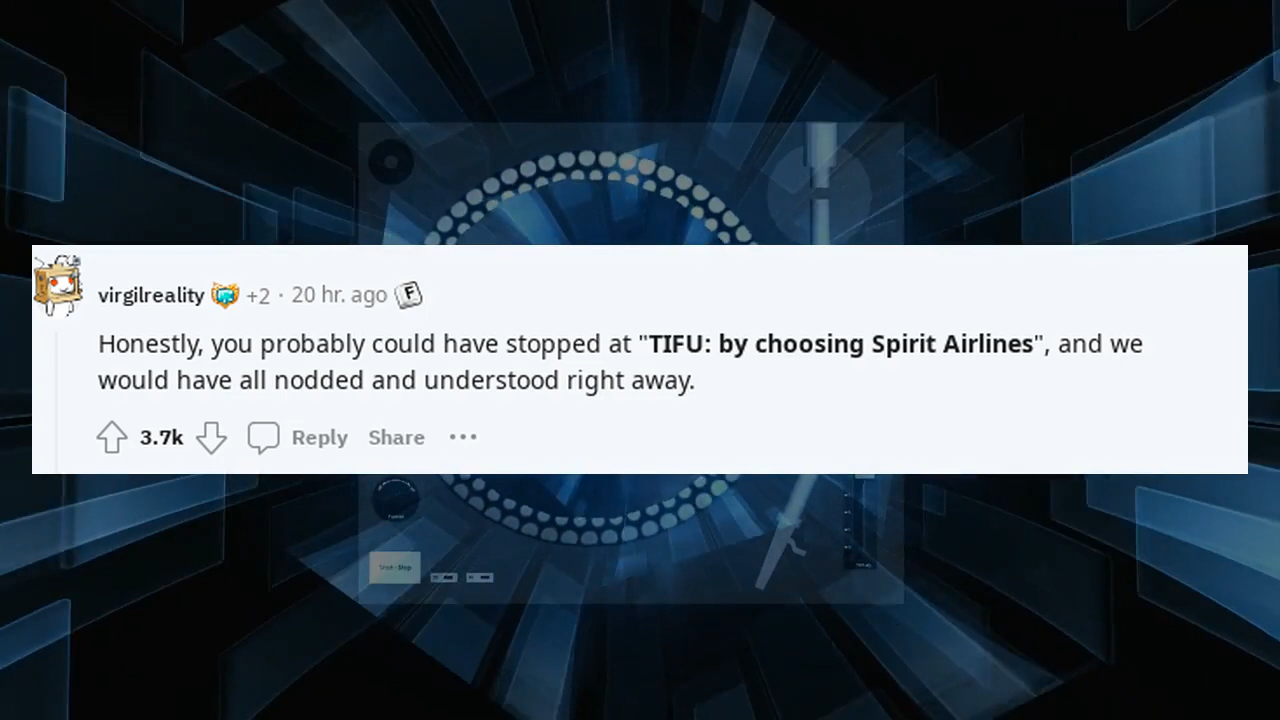 virgilreality +2 · 20 hr. ago F
Honestly, you probably could have stopped at "TIFU: by choosing Spirit Airlines", and we
would have all nodded and understood right away.
3.7k Reply Share ···